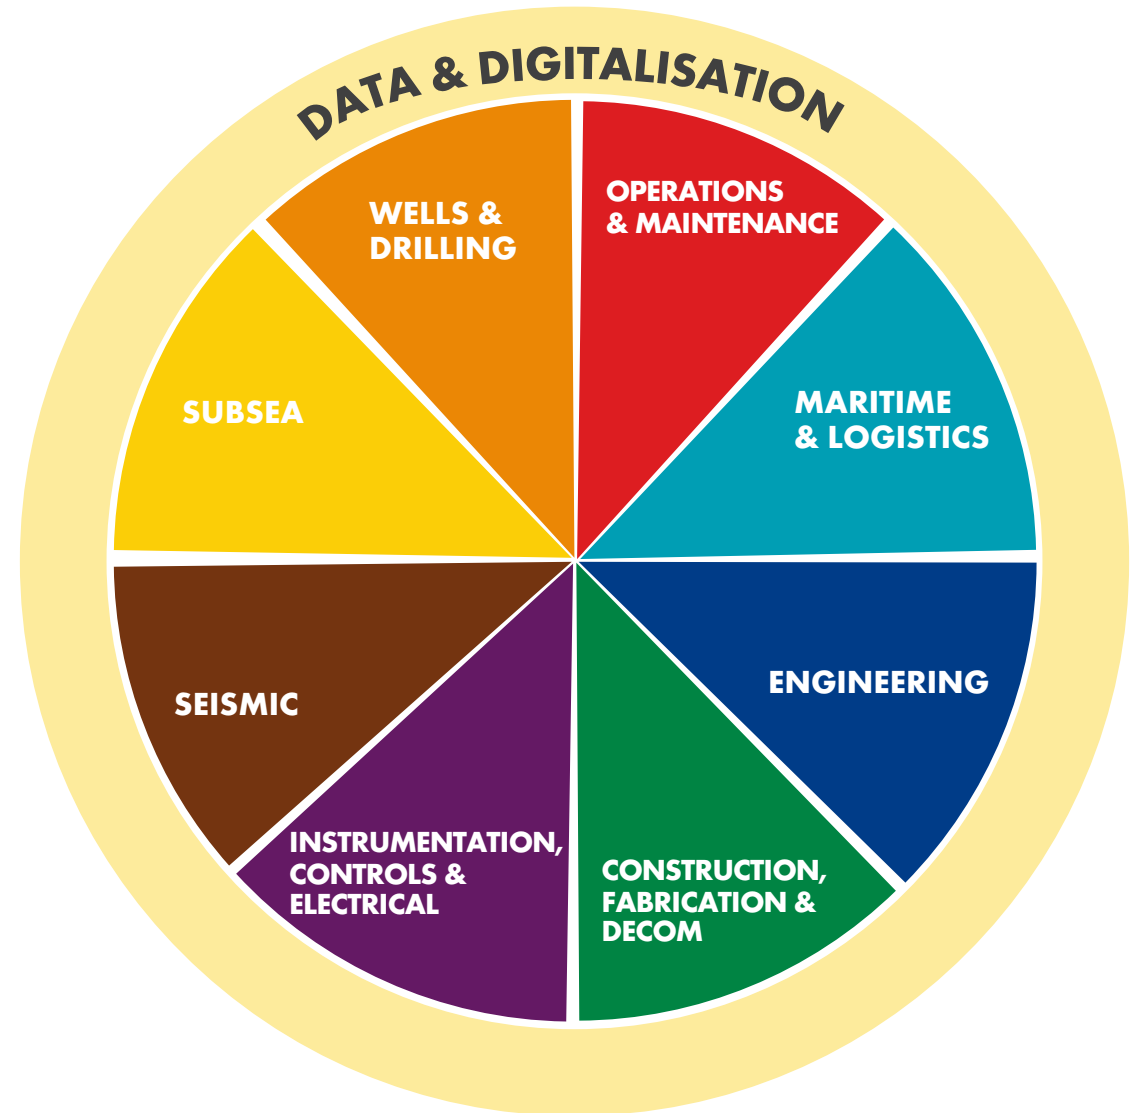 DATA & DIGITALISATION
WELLS &
DRILLING
OPERATIONS
& MAINTENANCE
SUBSEA
MARITIME
& LOGISTICS
SEISMIC
ENGINEERING
INSTRUMENTATION,
CONTROLS &
ELECTRICAL
CONSTRUCTION,
FABRICATION &
DECOM